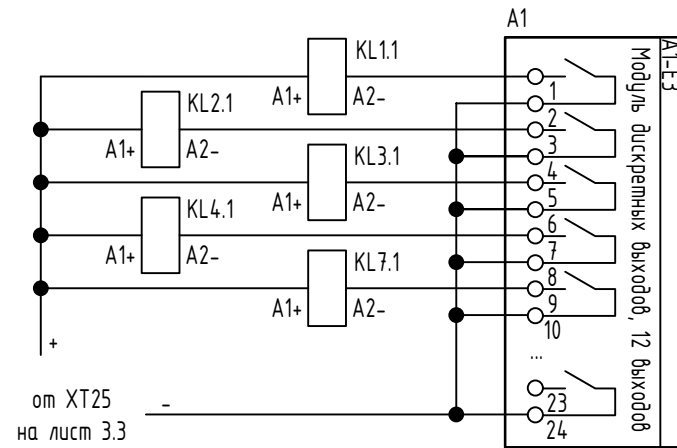 A1
A1-E3
Модуль дискретных выходов, 12 выходов
KL1.1
A1+ A2-
1
KL2.1
A1+ A2-
2
3
KL3.1
A1+ A2-
4
5
KL4.1
A1+ A2-
6
7
KL7.1
A1+ A2-
8
9
10
...
+
от XT25
на лист 3.3
-
23
24